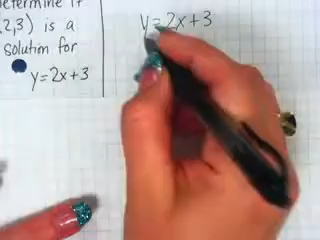 etermine if
2,3) is a
solution for
y=2x+3
y=2x+3